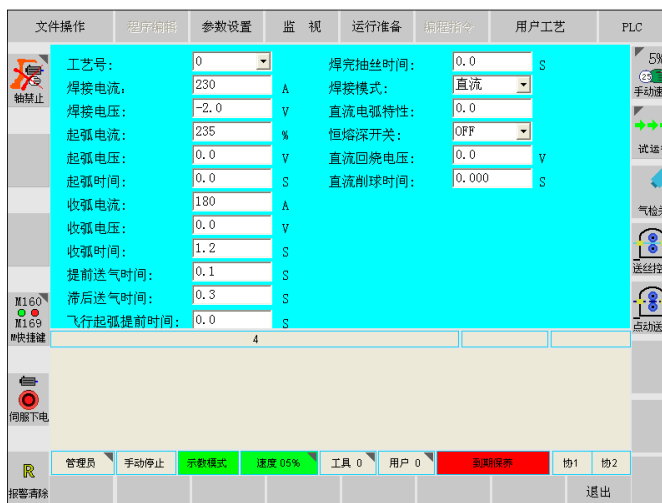 文件操作 程序编辑 参数设置 监 视 运行准备 编程指令 用户工艺 PLC
轴禁止
M160
M169
M快捷键
伺服下电
R
报警清除
工艺号: 0
焊接电流: 230 A
焊接电压: -2.0 V
起弧电流: 235 %
起弧电压: 0.0 V
起弧时间: 0.0 S
收弧电流: 180 A
收弧电压: 0.0 V
收弧时间: 1.2 S
提前送气时间: 0.1 S
滞后送气时间: 0.3 S
飞行起弧提前时间: 0.0 S
焊完抽丝时间: 0.0 S
焊接模式: 直流
直流电弧特性: 0.0
恒熔深开关: OFF
直流回烧电压: 0.0 V
直流削球时间: 0.000 S
4
5%
25
手动速
试运
气检
送丝控
点动送
管理员 手动停止 示教模式 速度 05% 工具 0 用户 0 到期保养 协1 协2
退出